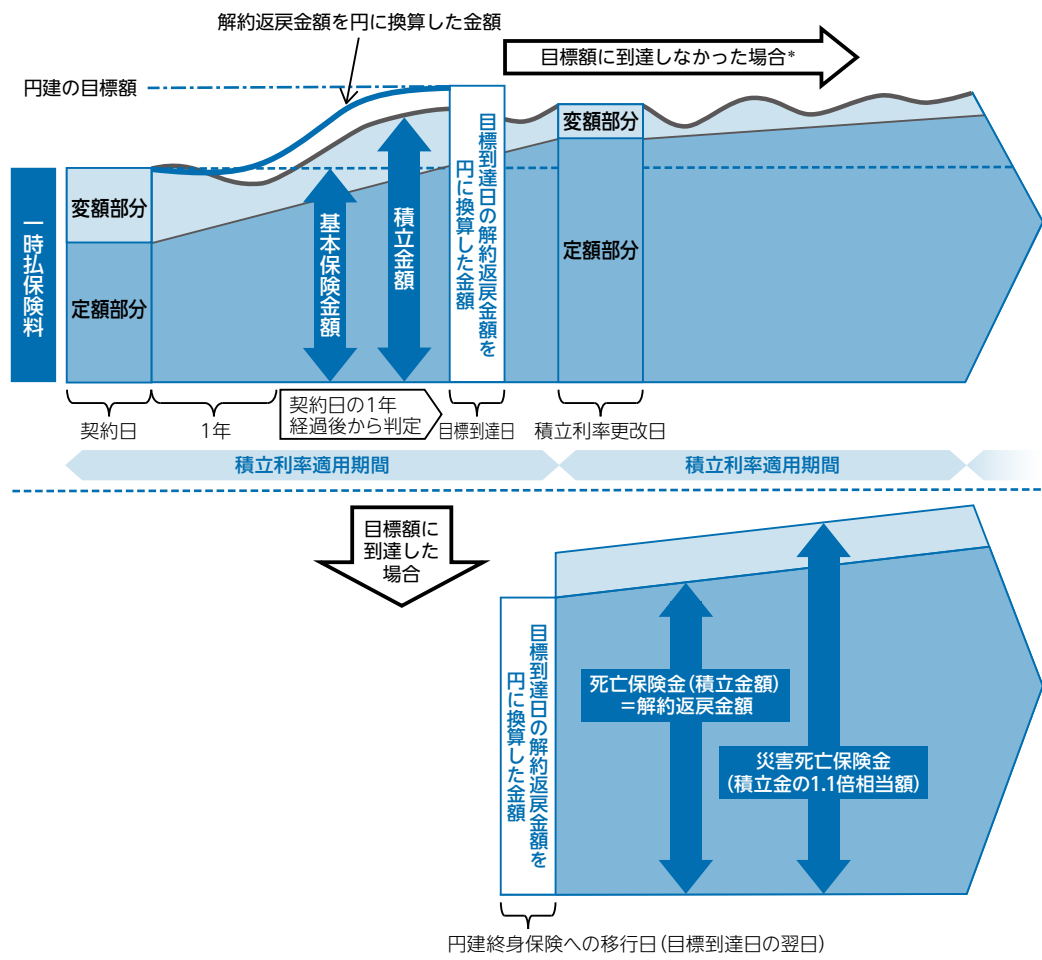 解約返戻金額を円に換算した金額
目標額に到達しなかった場合*
円建の目標額
一時払保険料
変額部分
定額部分
基本保険金額
積立金額
目標到達日の解約返戻金額を
円に換算した金額
変額部分
定額部分
契約日
1年
契約日の1年
経過後から判定
目標到達日
積立利率更改日
積立利率適用期間
積立利率適用期間
目標額に
到達した
場合
目標到達日の解約返戻金額を
円に換算した金額
死亡保険金(積立金額)
=解約返戻金額
災害死亡保険金
(積立金の1.1倍相当額)
円建終身保険への移行日(目標到達日の翌日)